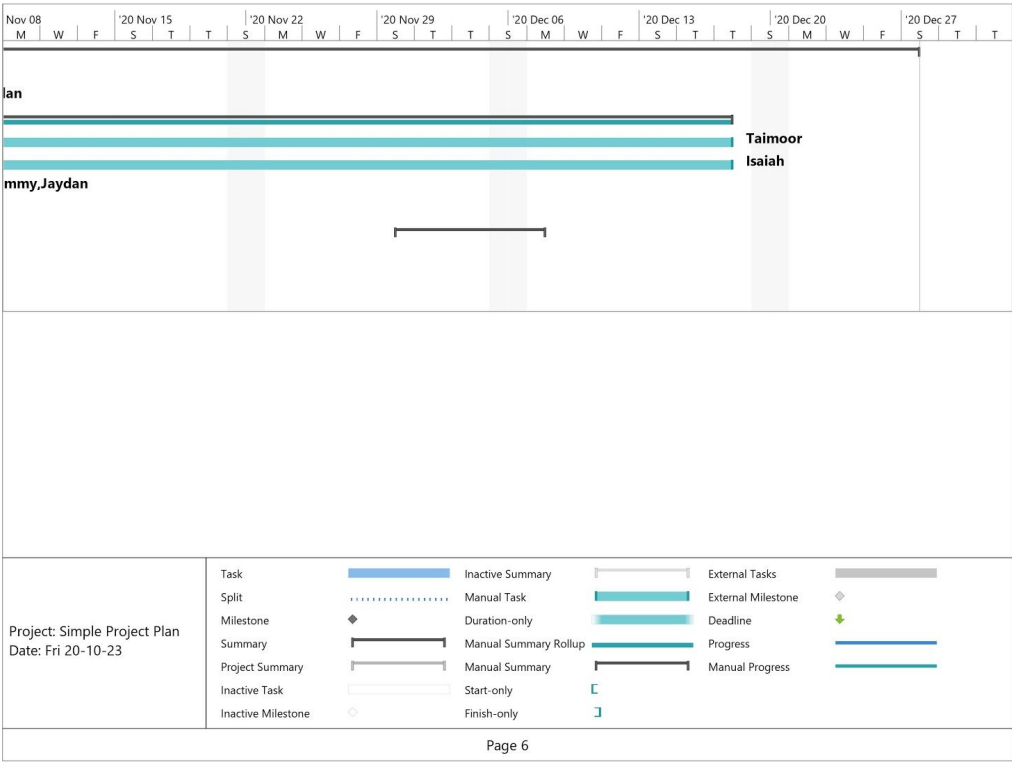 Nov 08 '20 Nov 15 '20 Nov 22 '20 Nov 29 '20 Dec 06 '20 Dec 13 '20 Dec 20 '20 Dec 27
M W F S T T S M W F S T T S M W F S T T S M W F S T T
lan
Taimoor
Isaiah
mmy,Jaydan
Project: Simple Project Plan
Date: Fri 20-10-23
Task
Split
Milestone
Summary
Project Summary
Inactive Task
Inactive Milestone
Inactive Summary
Manual Task
Duration-only
Manual Summary Rollup
Manual Summary
Start-only
Finish-only
External Tasks
External Milestone
Deadline
Progress
Manual Progress
Page 6